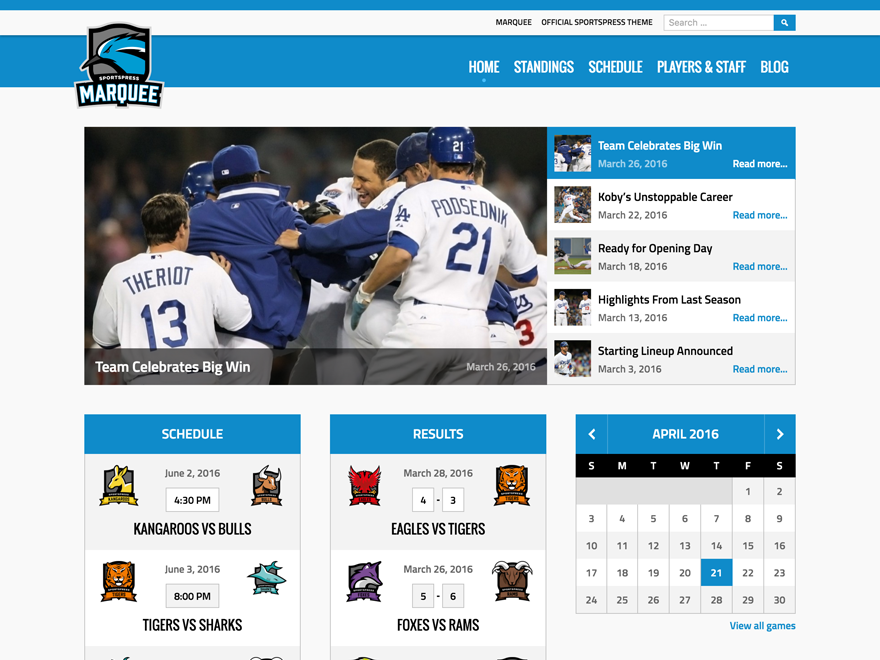 MARQUEE OFFICIAL SPORTSPRESS THEME Search ...
SPORTSPRESS
MARQUEE
HOME STANDINGS SCHEDULE PLAYERS & STAFF BLOG
THERIOT
13
21
LA
PODSEDNIK
21
3
Team Celebrates Big Win March 26, 2016
Team Celebrates Big Win
March 26, 2016 Read more...
Koby's Unstoppable Career
March 22, 2016 Read more...
Ready for Opening Day
March 18, 2016 Read more...
Highlights From Last Season
March 13, 2016 Read more...
Starting Lineup Announced
March 3, 2016 Read more...
SCHEDULE
June 2, 2016
KANGAROOS
4:30 PM
KANGAROOS VS BULLS
June 3, 2016
TIGERS
8:00 PM
TIGERS VS SHARKS
RESULTS
March 28, 2016
TIGERS
4 - 3
EAGLES VS TIGERS
March 26, 2016
5 - 6
FOXES VS RAMS
APRIL 2016
S M T W T F S
1 2
3 4 5 6 7 8 9
10 11 12 13 14 15 16
17 18 19 20 21 22 23
24 25 26 27 28 29 30
View all games